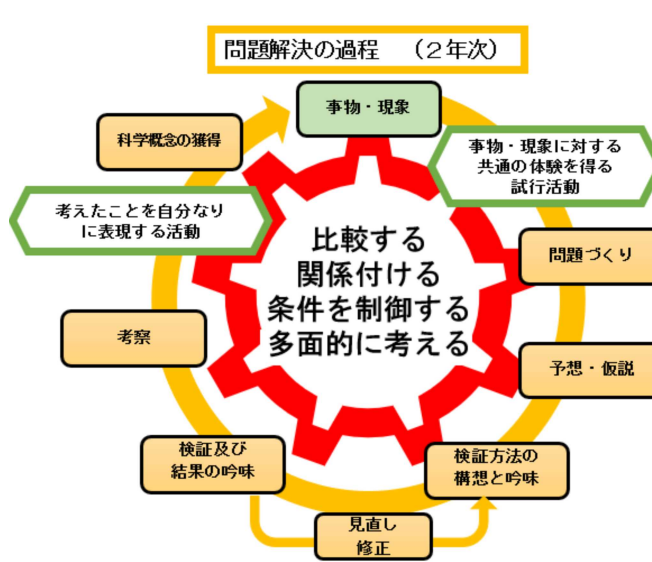 問題解決の過程　（２年次）
事物・現象
科学概念の獲得
事物・現象に対する
共通の体験を得る
試行活動
考えたことを自分なり
に表現する活動
比較する
関係付ける
条件を制御する
多面的に考える
問題づくり
予想・仮説
考察
検証及び
結果の吟味
検証方法の
構想と吟味
見直し
修正